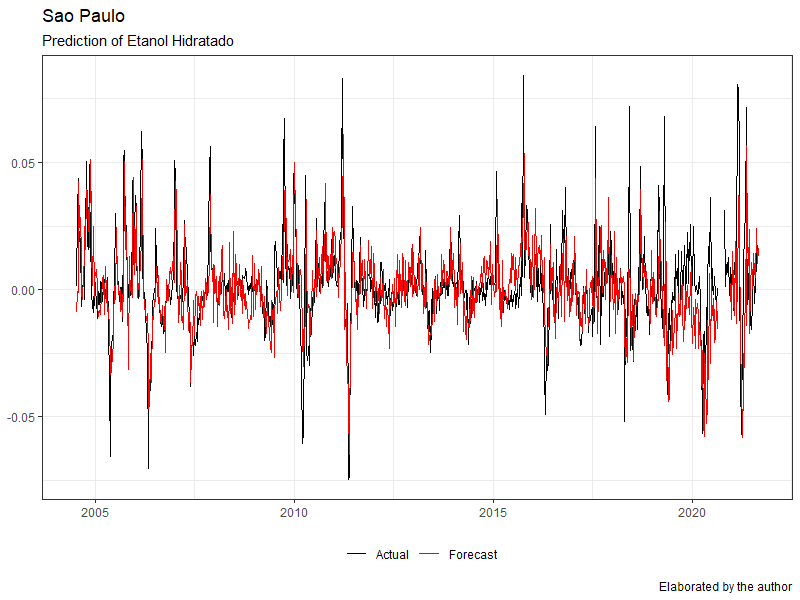 Sao Paulo
Prediction of Etanol Hidratado
0.05
0.00
-0.05
2005 2010 2015 2020
Actual Forecast
Elaborated by the author